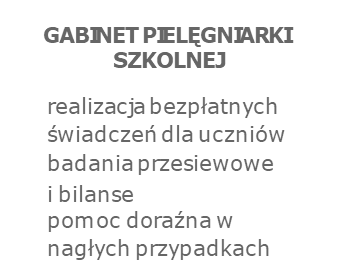 GABINET PIELĘGNIARKI
SZKOLNEJ
realizacja bezpłatnych
świadczeń dla uczniów
badania przesiewowe
i bilanse
pomoc doraźna w
nagłych przypadkach